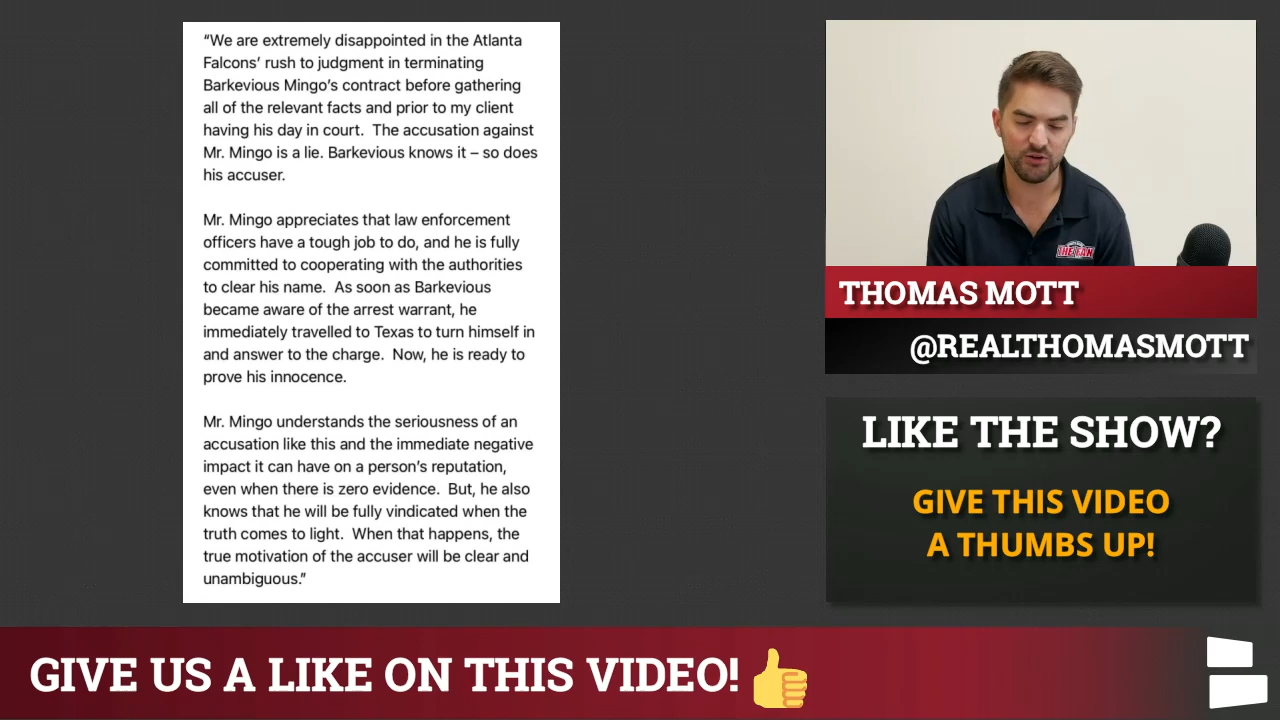 “We are extremely disappointed in the Atlanta
Falcons’ rush to judgment in terminating
Barkevious Mingo’s contract before gathering
all of the relevant facts and prior to my client
having his day in court.  The accusation against
Mr. Mingo is a lie. Barkevious knows it – so does
his accuser.
Mr. Mingo appreciates that law enforcement
officers have a tough job to do, and he is fully
committed to cooperating with the authorities
to clear his name.  As soon as Barkevious
became aware of the arrest warrant, he
immediately travelled to Texas to turn himself in
and answer to the charge.  Now, he is ready to
prove his innocence.
Mr. Mingo understands the seriousness of an
accusation like this and the immediate negative
impact it can have on a person’s reputation,
even when there is zero evidence.  But, he also
knows that he will be fully vindicated when the
truth comes to light.  When that happens, the
true motivation of the accuser will be clear and
unambiguous.”
THE FAN
THOMAS MOTT
@REALTHOMASMOTT
LIKE THE SHOW?
GIVE THIS VIDEO
A THUMBS UP!
GIVE US A LIKE ON THIS VIDEO!